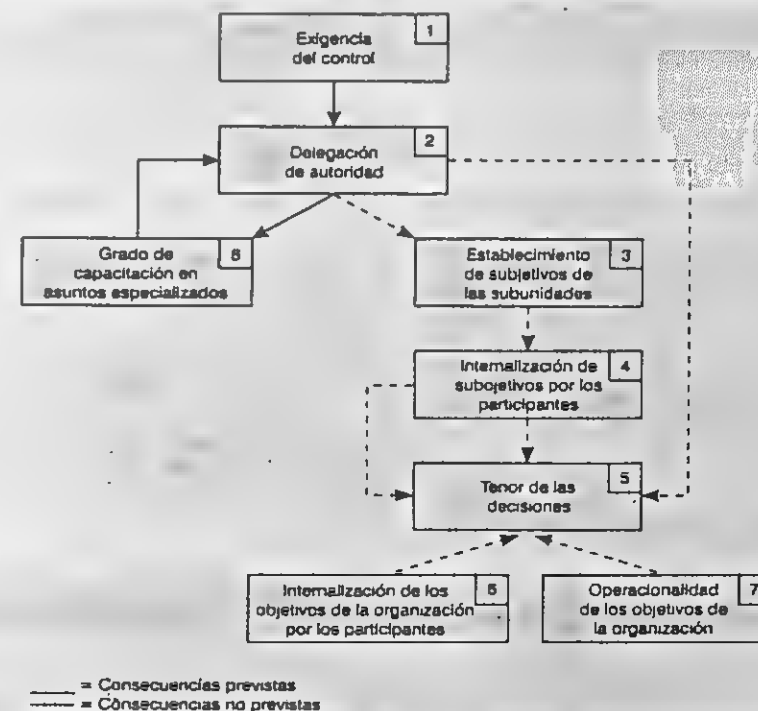 Exigencia
del control
1
Delegación
de autoridad
2
Grado de
capacitación en
asuntos especializados
8
Establecimiento
de subjetivos de
las subunidades
3
Internalización de
subojetivos por los
participantes
4
Tenor de las
decisiones
5
Internalización de los
objetivos de la organización
por los participantes
6
Operacionalidad
de los objetivos de
la organización
7
= Consecuencias previstas
= Consecuencias no previstas